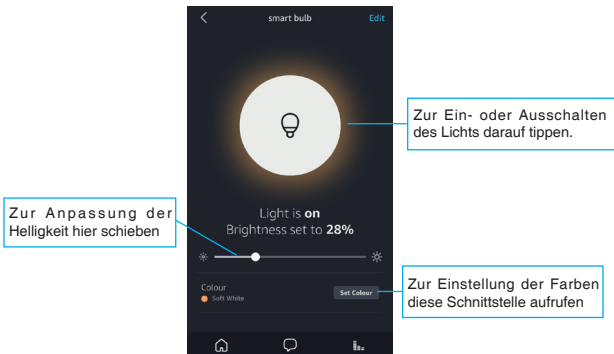 smart bulb Edit
Zur Ein- oder Ausschalten
des Lichts darauf tippen.
Zur Anpassung der
Helligkeit hier schieben
Light is on
Brightness set to 28%
Colour
Soft White
Set Colour
Zur Einstellung der Farben
diese Schnittstelle aufrufen